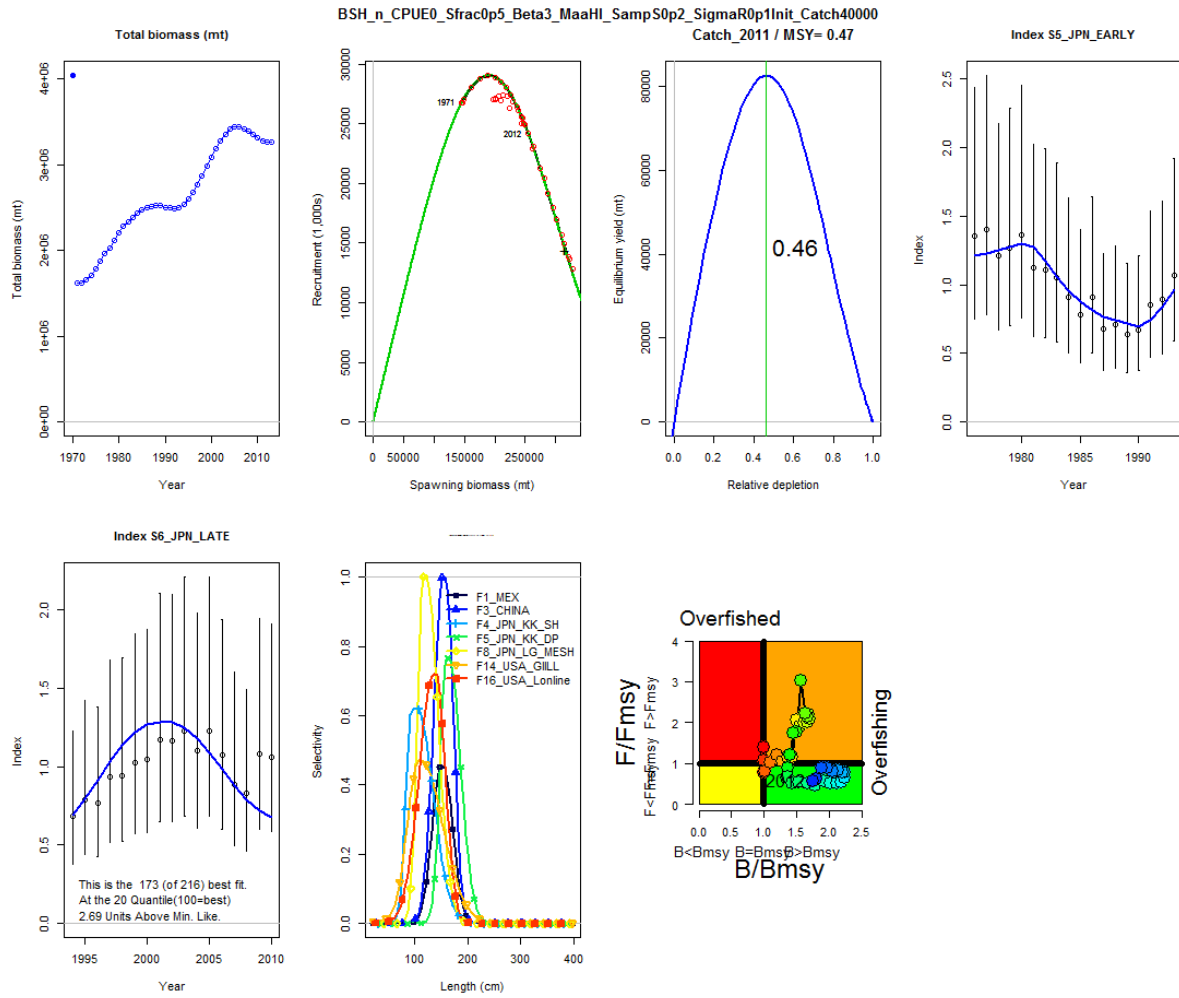 BSH_n_CPUE0_Sfrac0p5_Beta3_MaaHI_SampS0p2_SigmaR0p1Init_Catch40000
Total biomass (mt)
Total biomass (mt)
0e+00 1e+06 2e+06 3e+06 4e+06
1970 1980 1990 2000 2010
Year
Recruitment (1,000s)
0 5000 10000 15000 20000 25000 30000
1971
2012
0 50000 150000 250000
Spawning biomass (mt)
Catch_2011 / MSY= 0.47
Equilibrium yield (mt)
0 20000 40000 60000 80000
0.46
0.0 0.2 0.4 0.6 0.8 1.0
Relative depletion
Index S5_JPN_EARLY
Index
0.0 0.5 1.0 1.5 2.0 2.5
1980 1985 1990
Year
Index S6_JPN_LATE
Index
0.0 0.5 1.0 1.5 2.0
This is the 173 (of 216) best fit.
At the 20 Quantile(100=best)
2.69 Units Above Min. Like.
1995 2000 2005 2010
Year
Selectivity
0.0 0.2 0.4 0.6 0.8 1.0
F1_MEX
F3_CHINA
F4_JPN_KK_SH
F5_JPN_KK_DP
F8_JPN_LG_MESH
F14_USA_GIILL
F16_USA_Lonline
100 200 300 400
Length (cm)
Overfished
Overfishing
F/Fmsy
F>Fmsy
0 1 2 3 4
0.0 0.5 1.0 1.5 2.0 2.5
B<Bmsy B=Bmsy B>Bmsy
B/Bmsy